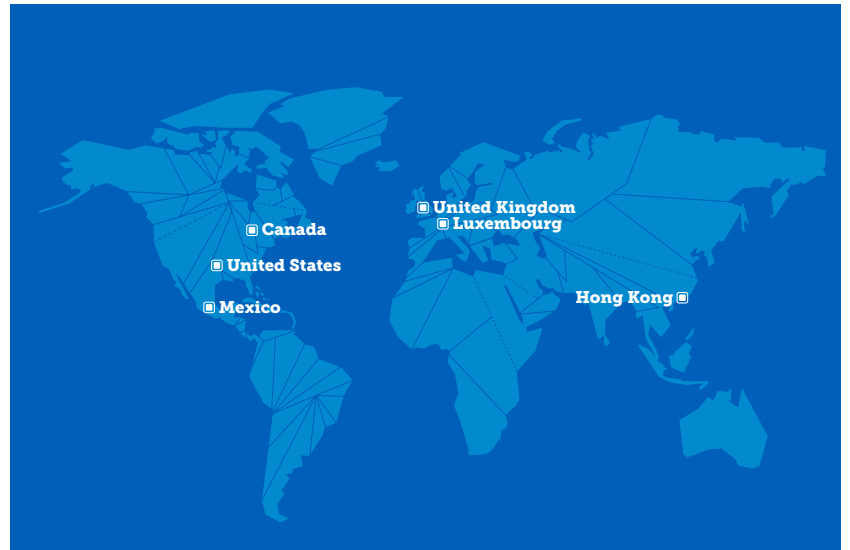 United Kingdom
Luxembourg
Canada
United States
Hong Kong
Mexico